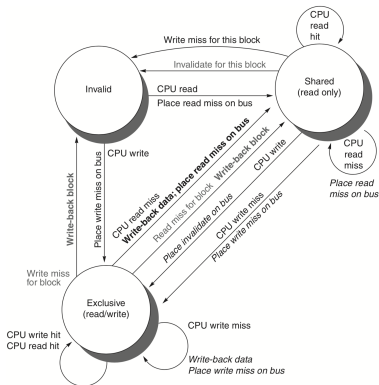 CPU
read
hit
Write miss for this block
Invalidate for this block
Invalid
CPU read
Place read miss on bus
Shared
(read only)
CPU write
Place write miss on bus
CPU
read
miss
Place read
miss on bus
Write-back block
CPU read miss
Write-back data; place read miss on bus
Read miss for block
Write-back block
CPU write
Place invalidate on bus
CPU write miss
Place write miss on bus
Write miss
for block
Exclusive
(read/write)
CPU write hit
CPU read hit
CPU write miss
Write-back data
Place write miss on bus